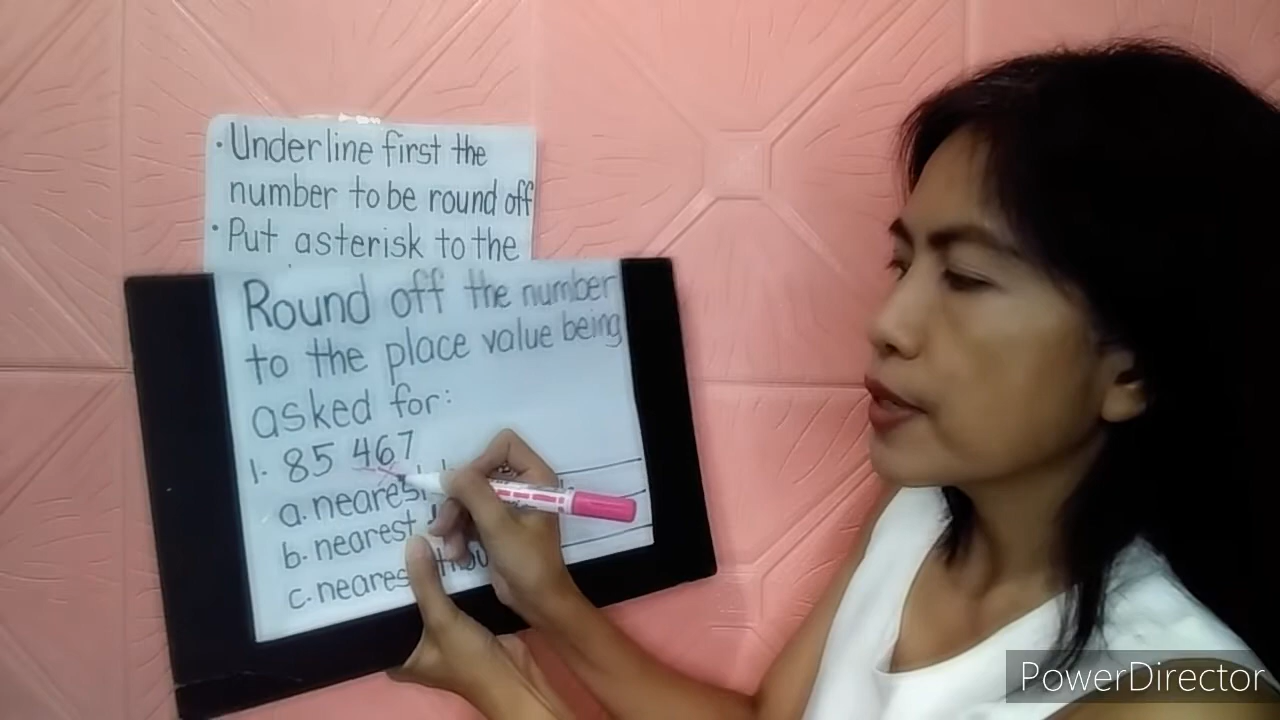 • Underline first the
number to be round off
• Put asterisk to the
Round off the number
to the place value being
asked for:
1. 85 467
a. nearest
b. nearest
c. nearest
PowerDirector